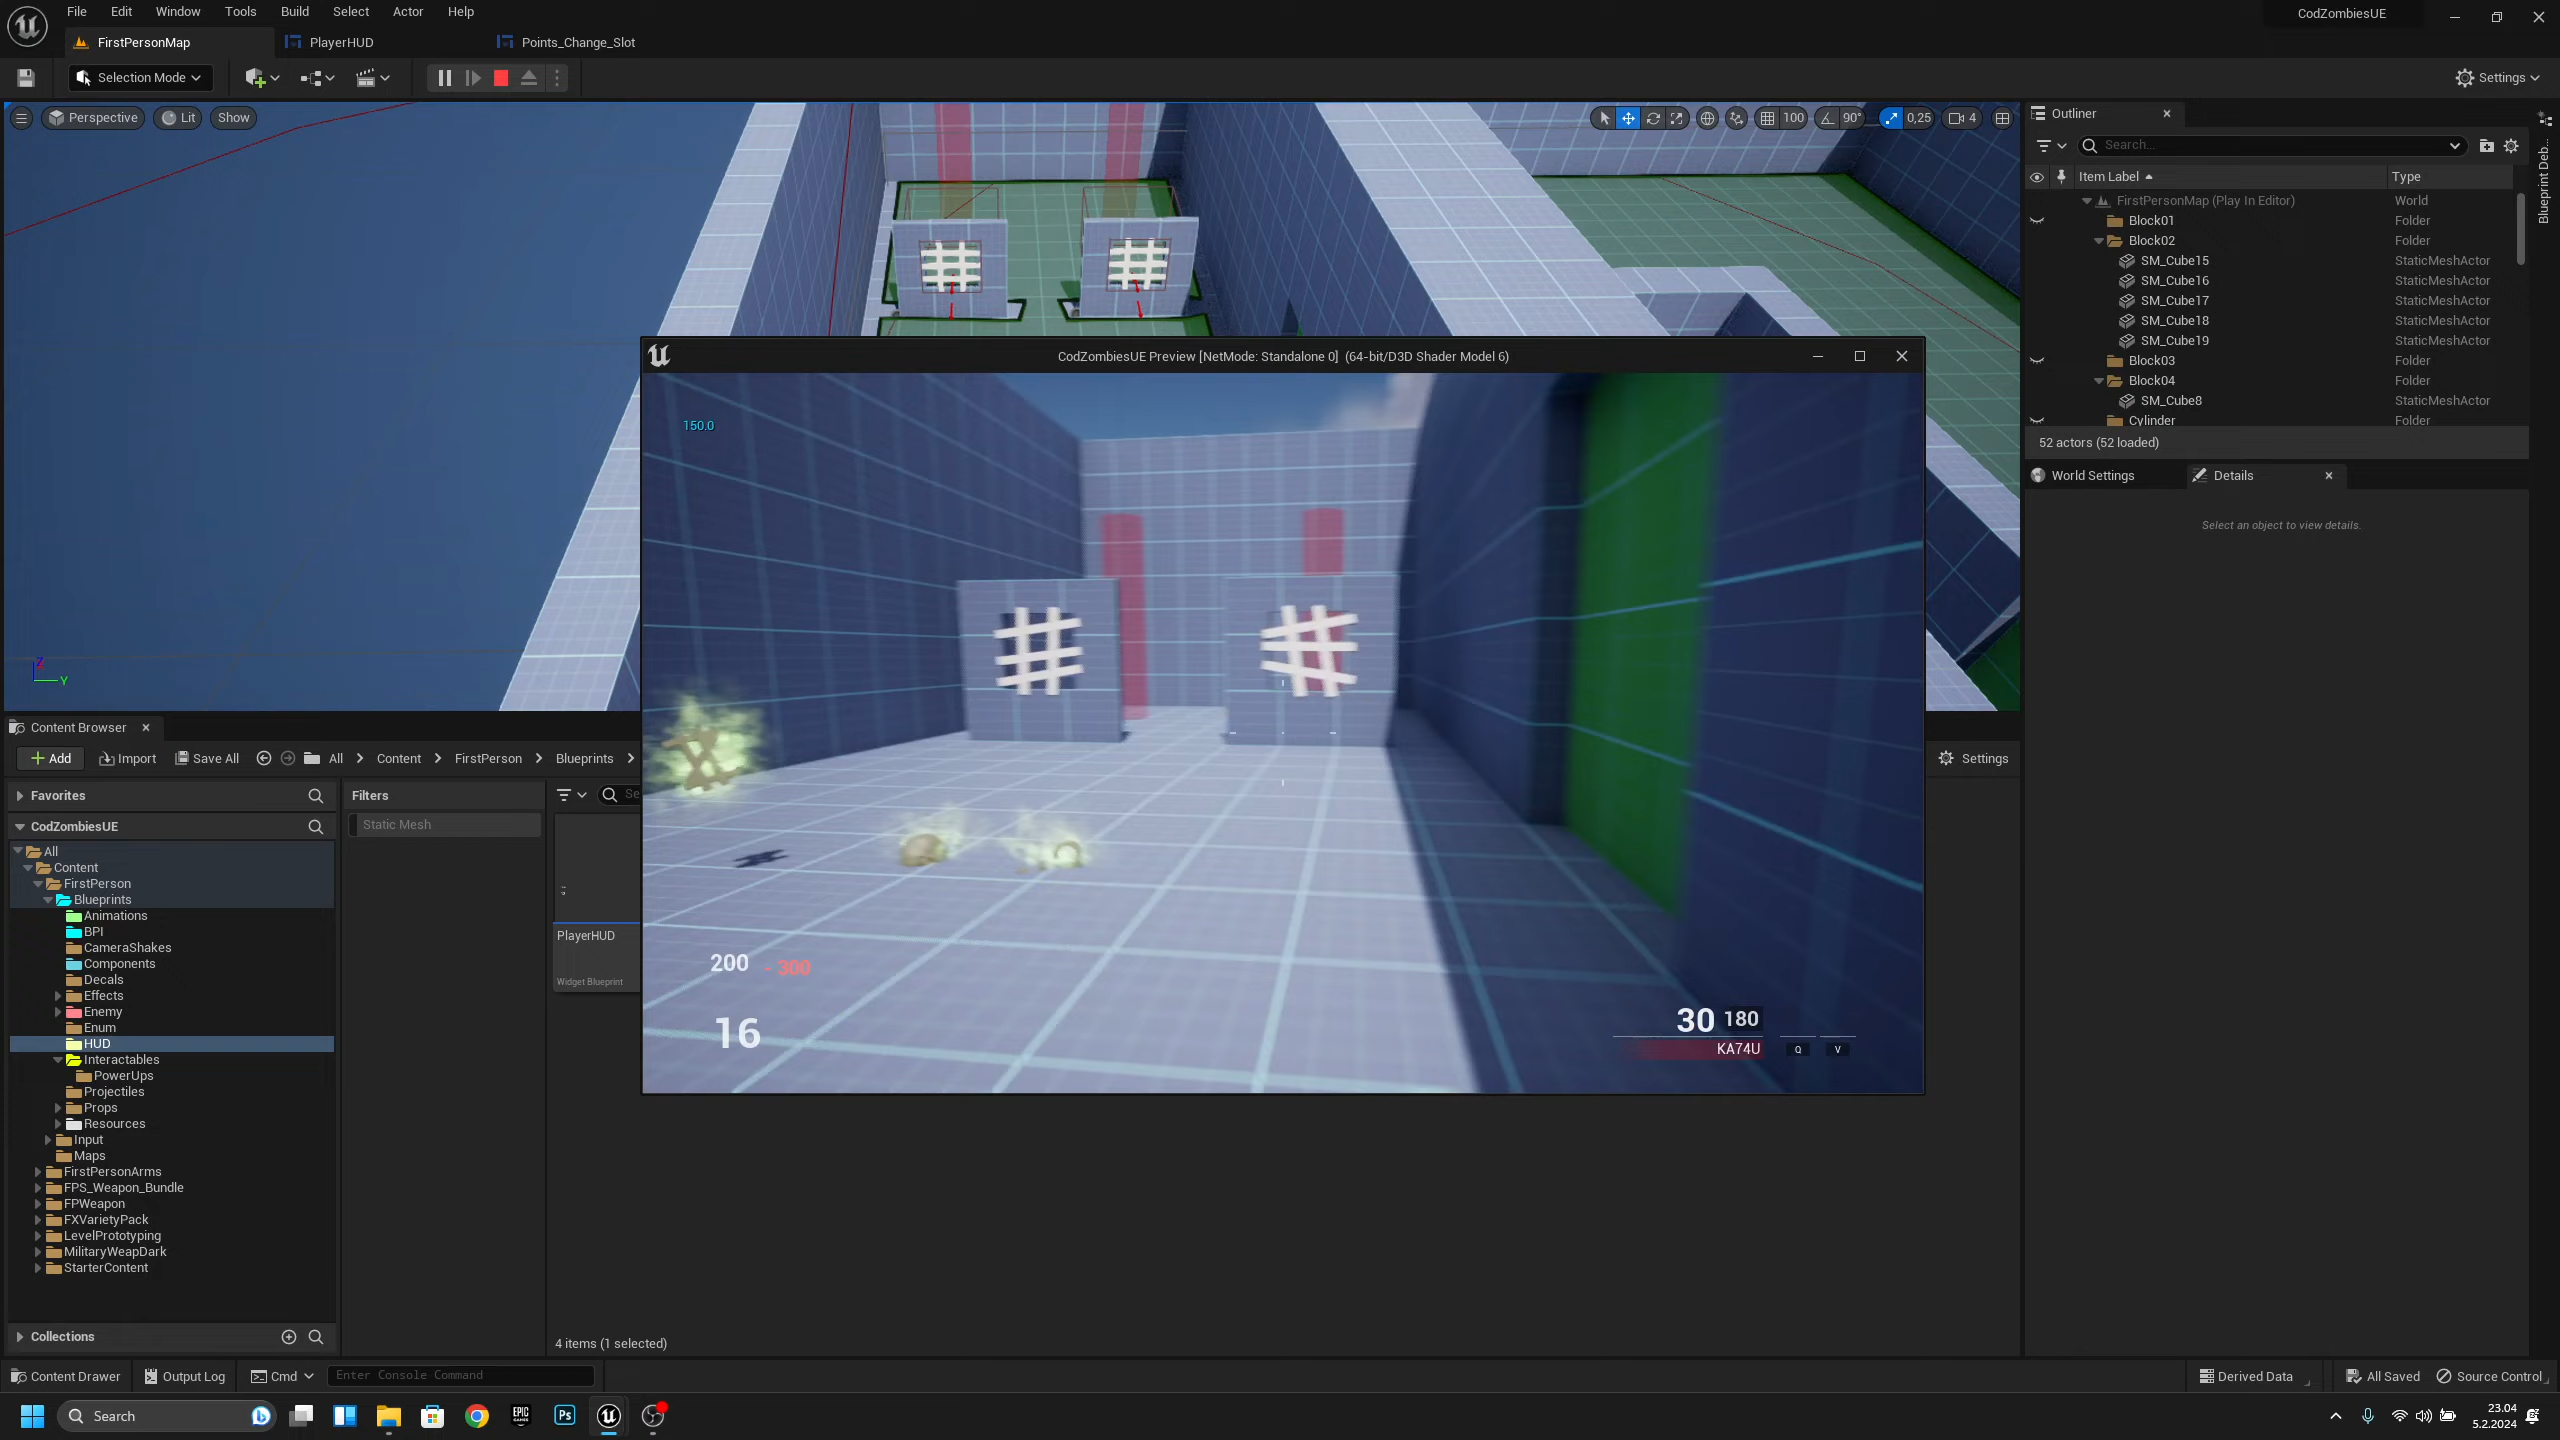 File Edit Window Tools Build Select Actor Help
CodZombiesUE
FirstPersonMap PlayerHUD Points_Change_Slot
Selection Mode
Settings
Perspective Lit Show
100 90° 0,25 4
Outliner
Search...
Item Label Type
FirstPersonMap (Play In Editor) World
Block01 Folder
Block02 Folder
SM_Cube15 StaticMeshActor
SM_Cube16 StaticMeshActor
SM_Cube17 StaticMeshActor
SM_Cube18 StaticMeshActor
SM_Cube19 StaticMeshActor
Block03 Folder
Block04 Folder
SM_Cube8 StaticMeshActor
Cylinder Folder
52 actors (52 loaded)
Blueprint Deb...
World Settings Details
Select an object to view details.
CodZombiesUE Preview [NetMode: Standalone 0] (64-bit/D3D Shader Model 6)
150.0
200 - 300
16
30 180
KA74U Q V
Z Y
Content Browser
Add Import Save All All Content FirstPerson Blueprints
Settings
Favorites
Filters
Se
Static Mesh
CodZombiesUE
All
Content
FirstPerson
Blueprints
Animations
BPI
CameraShakes
Components
Decals
Effects
Enemy
Enum
HUD
Interactables
PowerUps
Projectiles
Props
Resources
Input
Maps
FirstPersonArms
FPS_Weapon_Bundle
FPWeapon
FXVarietyPack
LevelPrototyping
MilitaryWeapDark
StarterContent
PlayerHUD
Widget Blueprint
Collections
4 items (1 selected)
Content Drawer Output Log Cmd Enter Console Command
Derived Data All Saved Source Control
Search
EPIC GAMES
Ps
23.04
5.2.2024